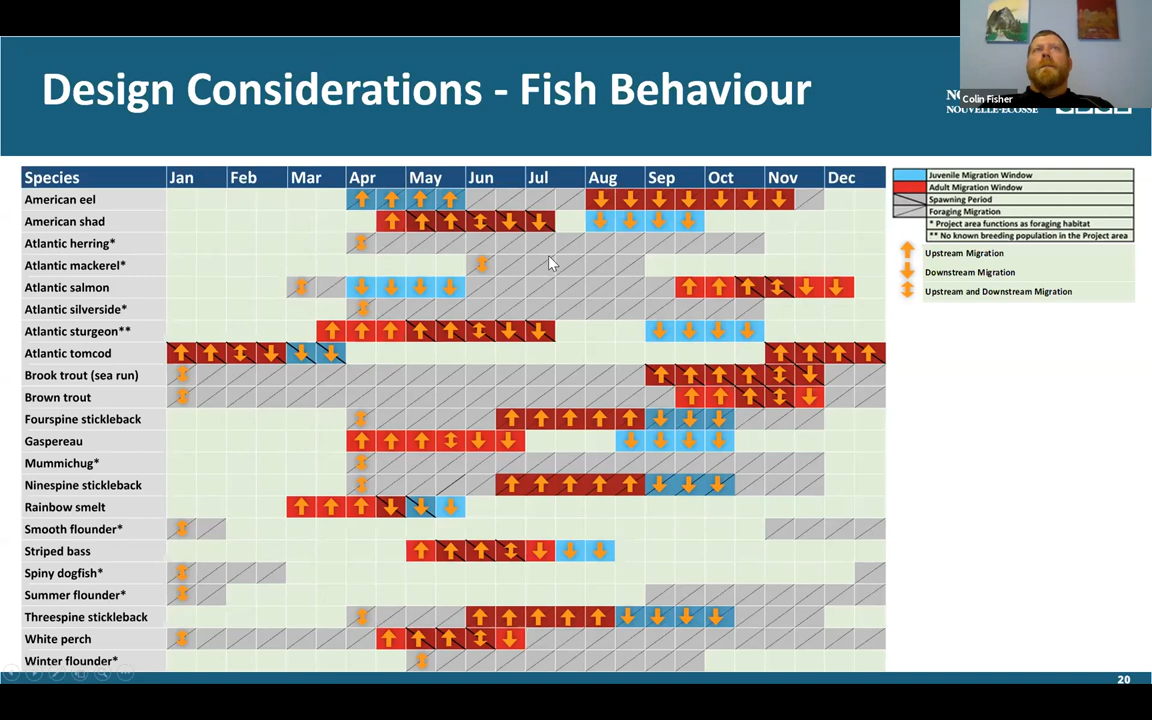 Design Considerations - Fish Behaviour
Colin Fisher
NOUVELLE-ÉCOSSE
Species Jan Feb Mar Apr May Jun Jul Aug Sep Oct Nov Dec
American eel
American shad
Atlantic herring*
Atlantic mackerel*
Atlantic salmon
Atlantic silverside*
Atlantic sturgeon**
Atlantic tomcod
Brook trout (sea run)
Brown trout
Fourspine stickleback
Gaspereau
Mummichug*
Ninespine stickleback
Rainbow smelt
Smooth flounder*
Striped bass
Spiny dogfish*
Summer flounder*
Threespine stickleback
White perch
Winter flounder*
Juvenile Migration Window
Adult Migration Window
Spawning Period
Foraging Migration
* Project area functions as foraging habitat
** No known breeding population in the Project area
Upstream Migration
Downstream Migration
Upstream and Downstream Migration
20